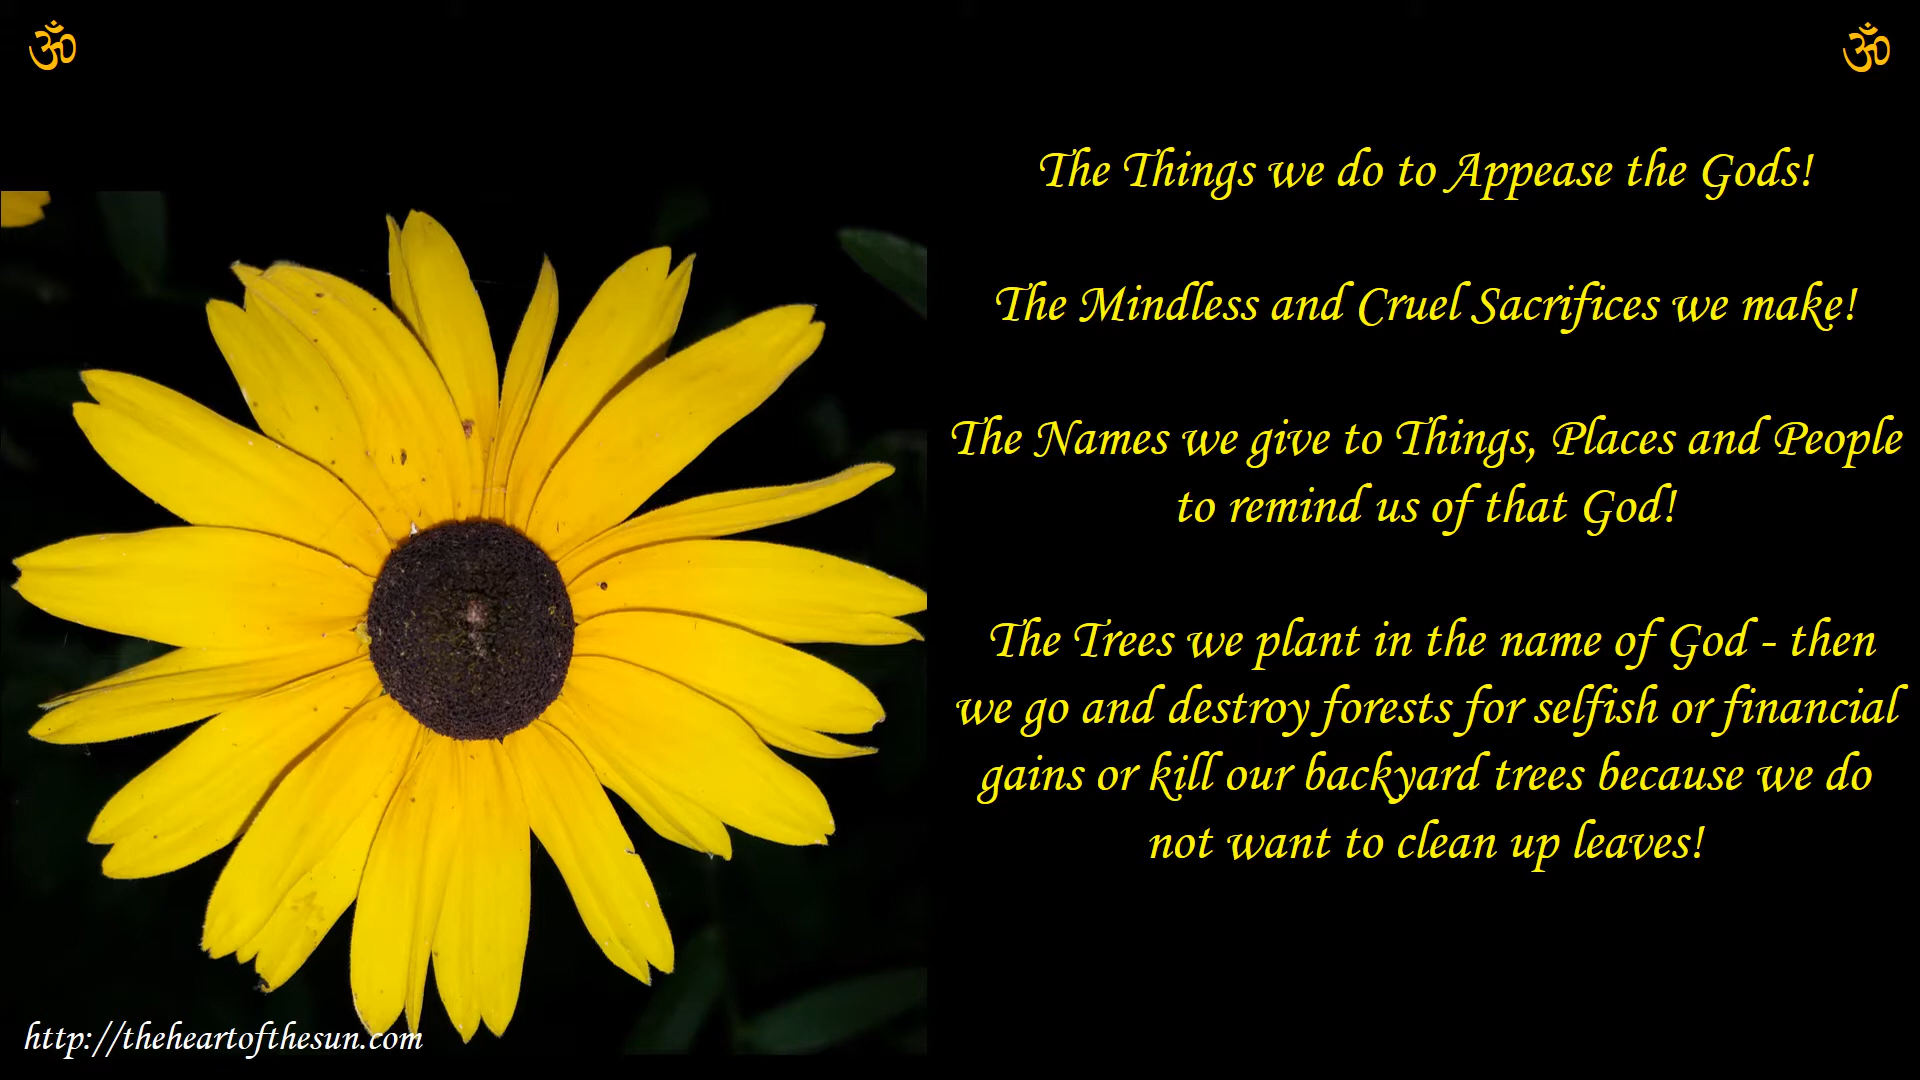 ॐ ॐ
The Things we do to Appease the Gods!
The Mindless and Cruel Sacrifices we make!
The Names we give to Things, Places and People
to remind us of that God!
The Trees we plant in the name of God - then
we go and destroy forests for selfish or financial
gains or kill our backyard trees because we do
not want to clean up leaves!
http://theheartofthesun.com